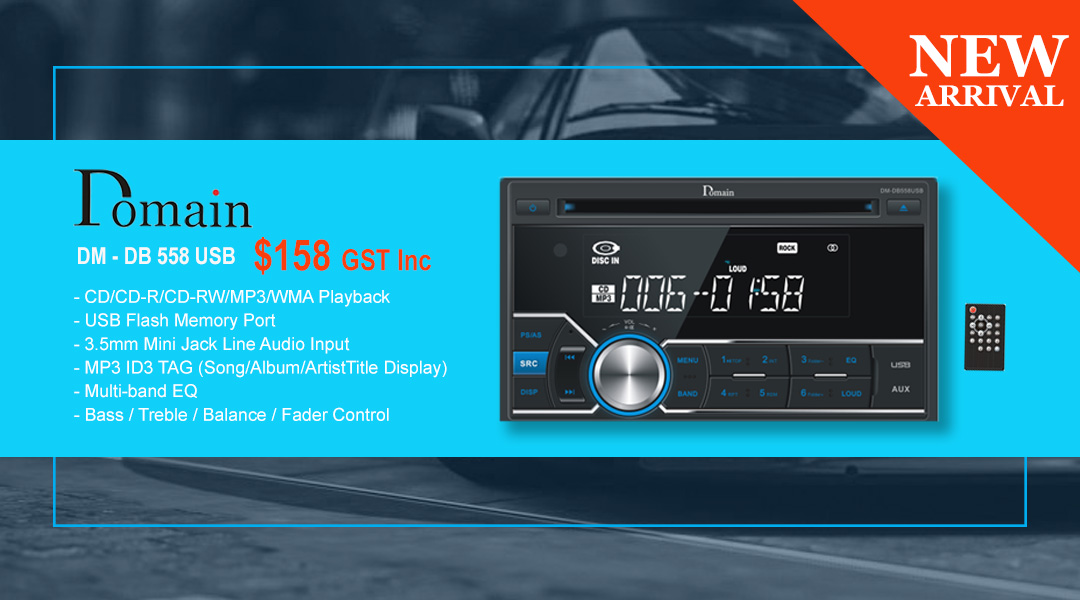 NEW
ARRIVAL
Domain
DM - DB 558 USB $158 GST Inc
- CD/CD-R/CD-RW/MP3/WMA Playback
- USB Flash Memory Port
- 3.5mm Mini Jack Line Audio Input
- MP3 ID3 TAG (Song/Album/ArtistTitle Display)
- Multi-band EQ
- Bass / Treble / Balance / Fader Control
Domain
DM-DB558USB
DISC IN
ROCK
LOUD
CD
MP3
006-01:58
VOL
PS/AS
SRC
DISP
MENU 1 2 3 EQ
BAND 4 5 6 LOUD
USB
AUX